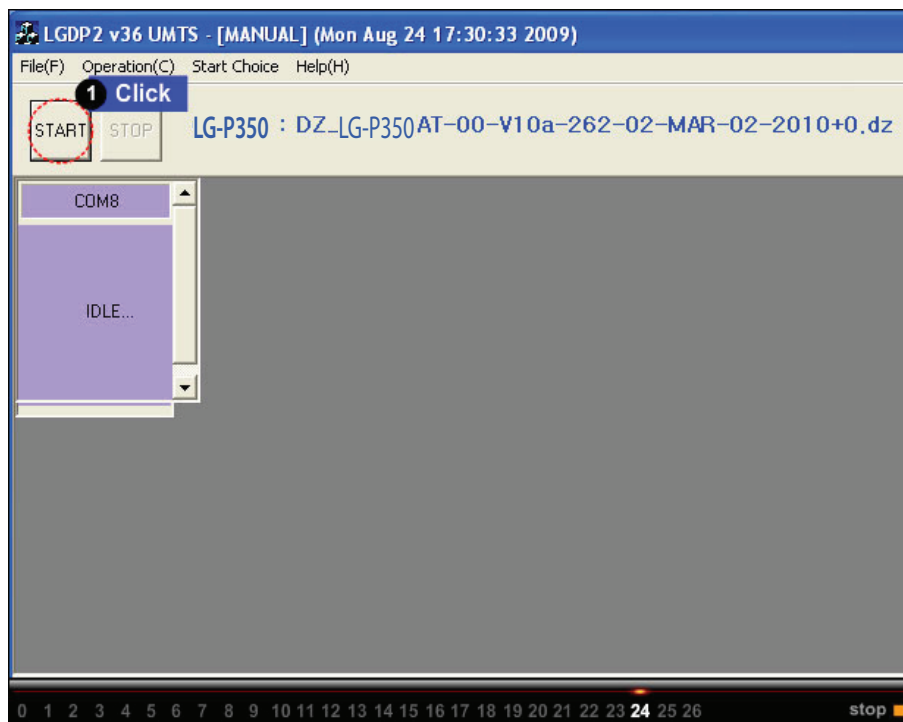 LGDP2 v36 UMTS - [MANUAL] (Mon Aug 24 17:30:33 2009)
File(F) Operation(C) Start Choice Help(H)
1 Click
START STOP LG-P350 : DZ_LG-P350AT-00-V10a-262-02-MAR-02-2010+0.dz
COM8
IDLE...
0 1 2 3 4 5 6 7 8 9 10 11 12 13 14 15 16 17 18 19 20 21 22 23 24 25 26 stop